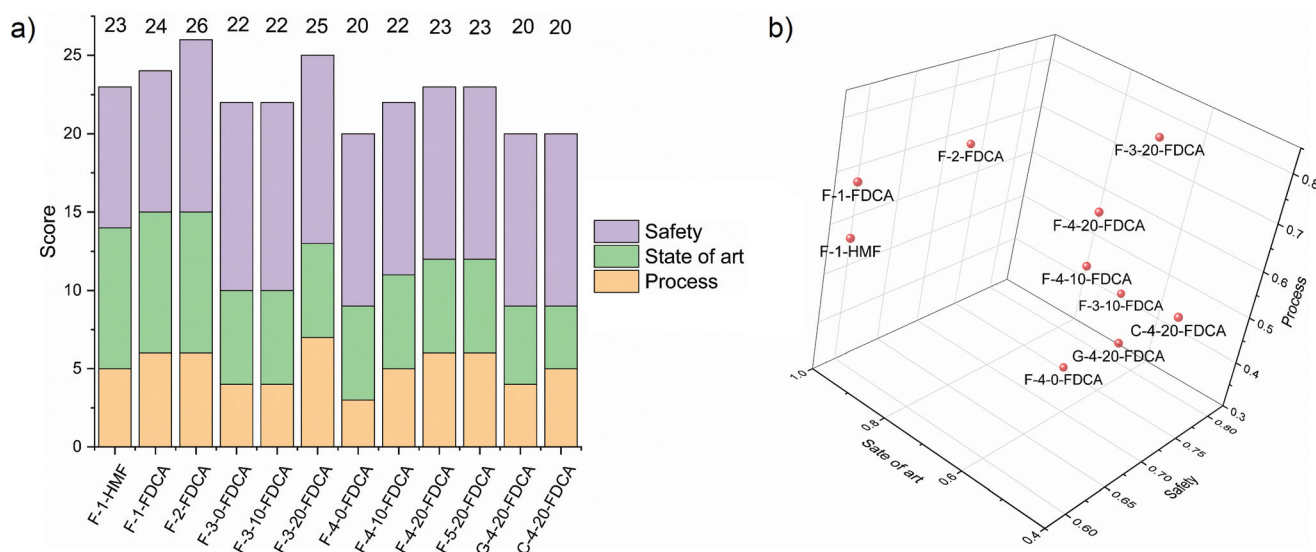 a)
23 24 26 22 22 25 20 22 23 23 20 20
25
20
15
10
5
0
Score
F-1-HMF
F-1-FDCA
F-2-FDCA
F-3-0-FDCA
F-3-10-FDCA
F-3-20-FDCA
F-4-0-FDCA
F-4-10-FDCA
F-4-20-FDCA
F-5-20-FDCA
G-4-20-FDCA
C-4-20-FDCA
Safety
State of art
Process
b)
F-2-FDCA
F-3-20-FDCA
F-1-FDCA
F-4-20-FDCA
F-1-HMF
F-4-10-FDCA
F-3-10-FDCA
C-4-20-FDCA
G-4-20-FDCA
F-4-0-FDCA
1.0
0.8
0.6
0.4
Sate of art
0.60
0.65
0.70
0.75
0.80
Safety
0.3
0.4
0.5
0.6
0.7
0.8
Process